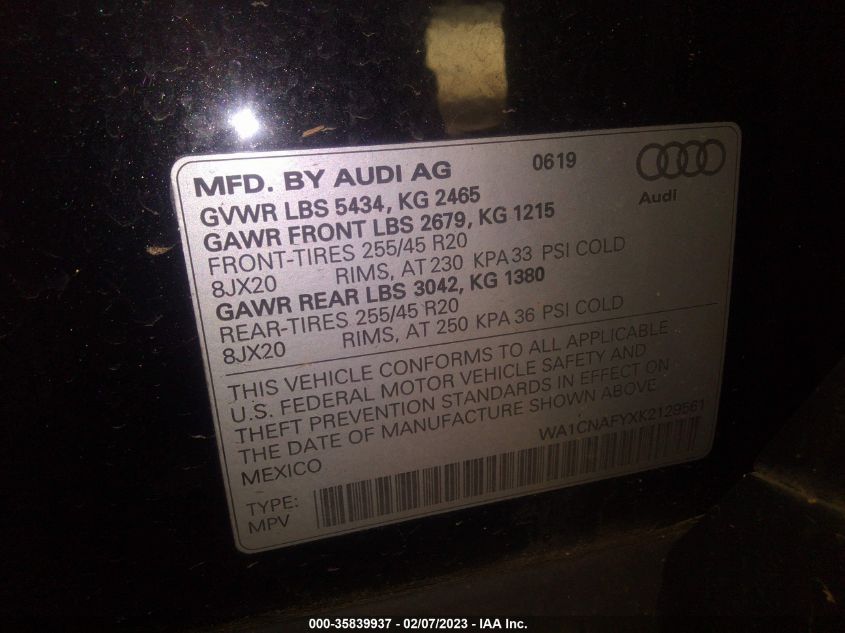 MFD. BY AUDI AG 0619
Audi
GVWR LBS 5434, KG 2465
GAWR FRONT LBS 2679, KG 1215
FRONT-TIRES 255/45 R20
8JX20 RIMS, AT 230 KPA 33 PSI COLD
GAWR REAR LBS 3042, KG 1380
REAR-TIRES 255/45 R20
8JX20 RIMS, AT 250 KPA 36 PSI COLD
THIS VEHICLE CONFORMS TO ALL APPLICABLE
U.S. FEDERAL MOTOR VEHICLE SAFETY AND
THEFT PREVENTION STANDARDS IN EFFECT ON
THE DATE OF MANUFACTURE SHOWN ABOVE
MEXICO WA1CNAFYXK2129561
TYPE:
MPV
000-35839937 - 02/07/2023 - IAA Inc.